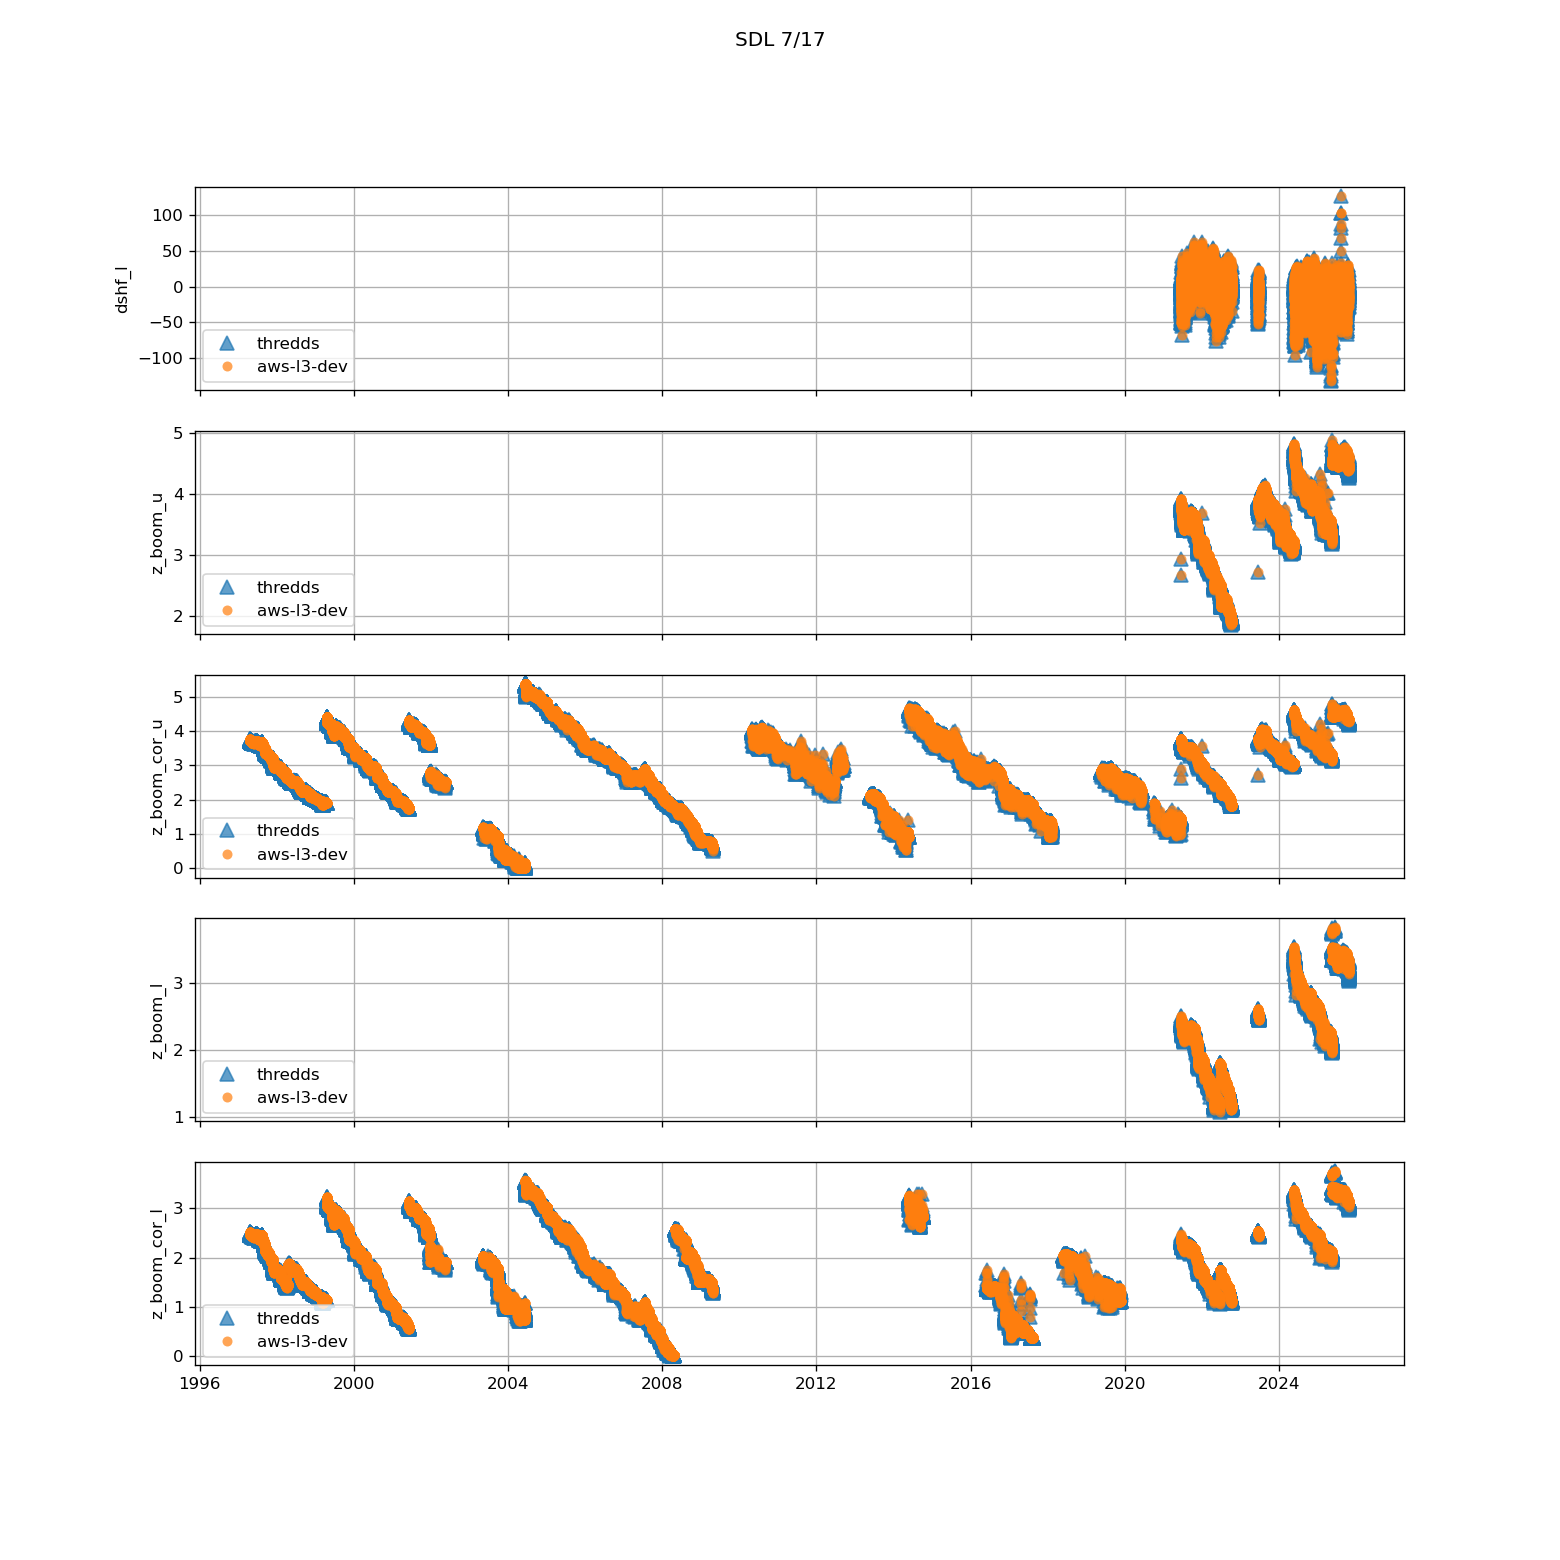 SDL 7/17
100
50
0
−50
−100
dshf_l
thredds
aws-l3-dev
5
4
3
2
z_boom_u
thredds
aws-l3-dev
5
4
3
2
1
0
z_boom_cor_u
thredds
aws-l3-dev
3
2
1
z_boom_l
thredds
aws-l3-dev
3
2
1
0
z_boom_cor_l
thredds
aws-l3-dev
1996 2000 2004 2008 2012 2016 2020 2024